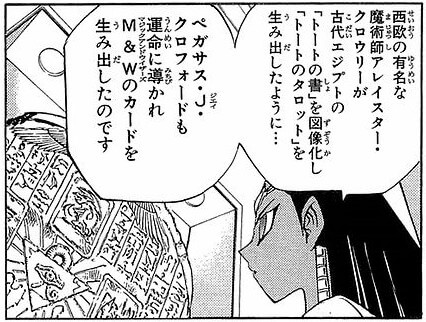 西欧の有名な
魔術師アレイスター・
クロウリーが
古代エジプトの
「トートの書」を図像化し
「トートのタロット」を
生み出したように…
ペガサス・J・
クロフォードも
運命に導かれ
M&Wのカードを
生み出したのです